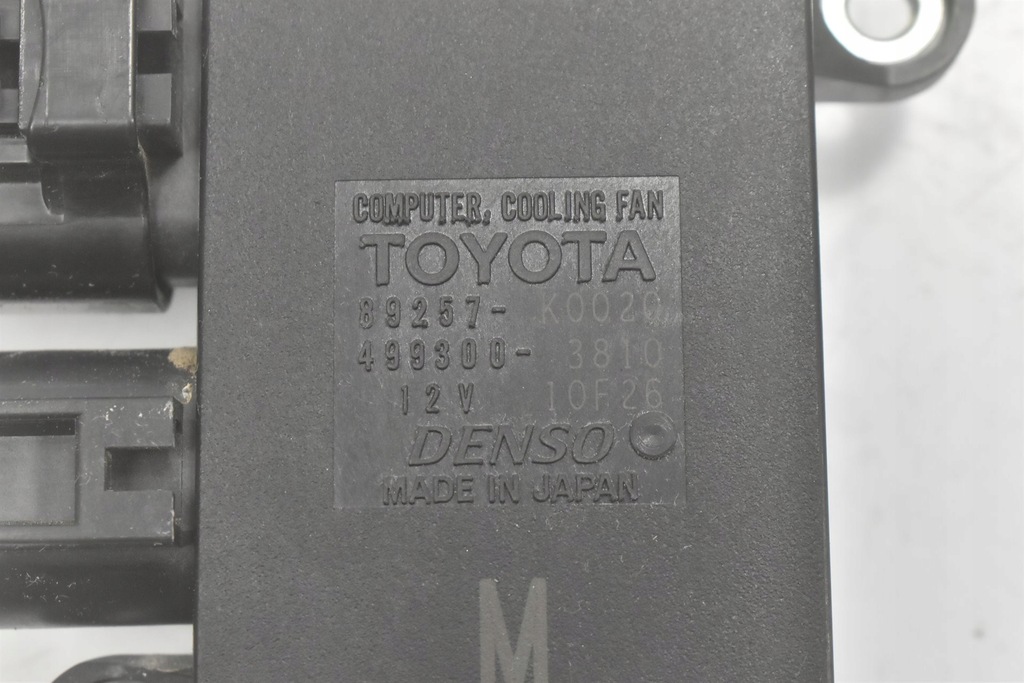 COMPUTER, COOLING FAN
TOYOTA
89257- K0020
499300- 3810
12V 10F26
DENSO
MADE IN JAPAN
M